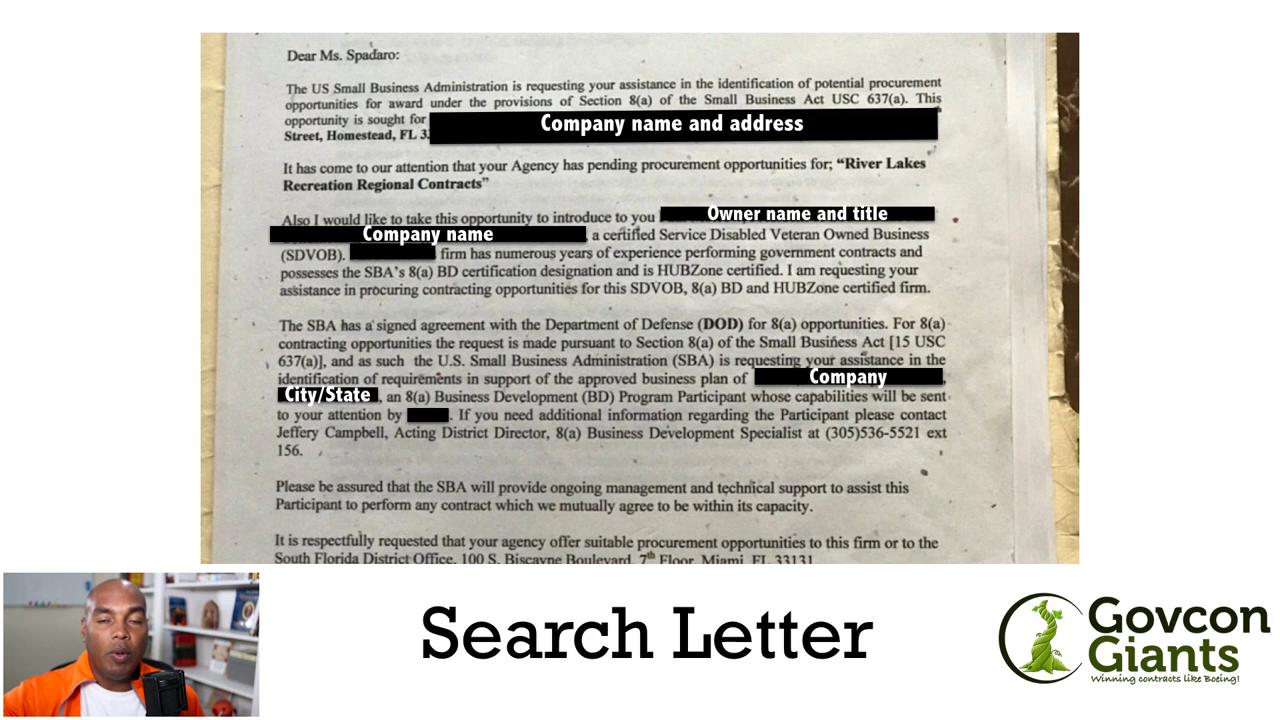 Dear Ms. Spadaro:
The US Small Business Administration is requesting your assistance in the identification of potential procurement
opportunities for award under the provisions of Section 8(a) of the Small Business Act USC 637(a). This
opportunity is sought for Company name and address
Street, Homestead, FL 3
It has come to our attention that your Agency has pending procurement opportunities for; “River Lakes
Recreation Regional Contracts”
Also I would like to take this opportunity to introduce to you Owner name and title
Company name, a certified Service Disabled Veteran Owned Business
(SDVOB). firm has numerous years of experience performing government contracts and
possesses the SBA's 8(a) BD certification designation and is HUBZone certified. I am requesting your
assistance in procuring contracting opportunities for this SDVOB, 8(a) BD and HUBZone certified firm.
The SBA has a signed agreement with the Department of Defense (DOD) for 8(a) opportunities. For 8(a)
contracting opportunities the request is made pursuant to Section 8(a) of the Small Business Act [15 USC
637(a)], and as such the U.S. Small Business Administration (SBA) is requesting your assistance in the
identification of requirements in support of the approved business plan of Company,
City/State, an 8(a) Business Development (BD) Program Participant whose capabilities will be sent
to your attention by . If you need additional information regarding the Participant please contact
Jeffery Campbell, Acting District Director, 8(a) Business Development Specialist at (305)536-5521 ext
156.
Please be assured that the SBA will provide ongoing management and technical support to assist this
Participant to perform any contract which we mutually agree to be within its capacity.
It is respectfully requested that your agency offer suitable procurement opportunities to this firm or to the
South Florida District Office, 100 S. Biscayne Boulevard, 7th Floor, Miami, FL 33131
Search Letter
Govcon
Giants
Winning contracts like Boeing!